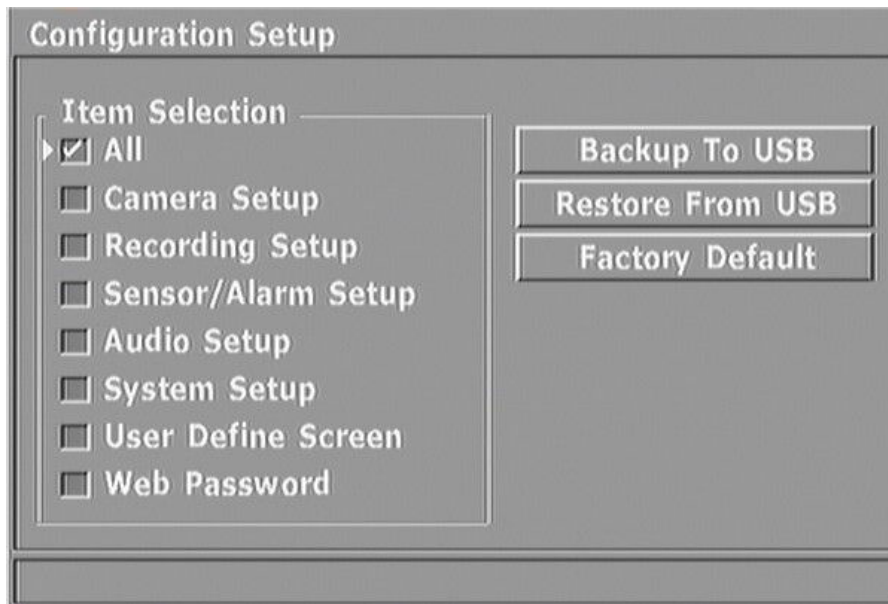 Configuration Setup
Item Selection
All
Camera Setup
Recording Setup
Sensor/Alarm Setup
Audio Setup
System Setup
User Define Screen
Web Password
Backup To USB
Restore From USB
Factory Default